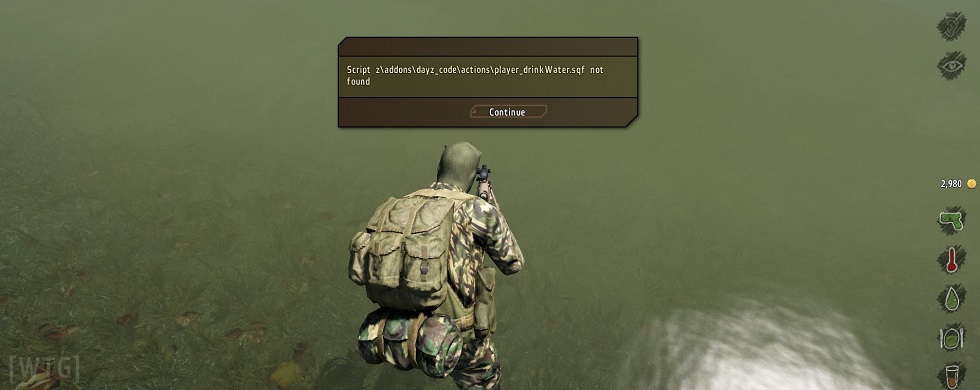 Script z\addons\dayz_code\actions\player_drinkWater.sqf not
found
Continue
2,980
[WTG]